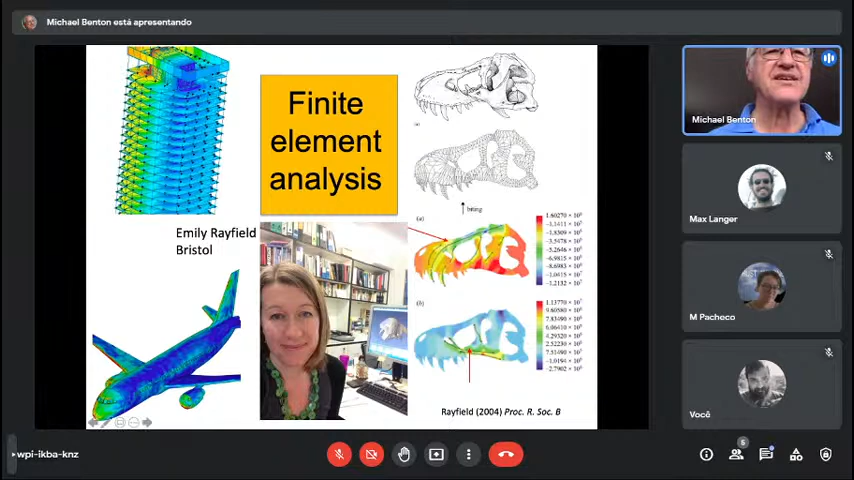 Michael Benton está apresentando
Finite
element
analysis
Emily Rayfield
Bristol
biting
(a)
(b)
Rayfield (2004) Proc. R. Soc. B
Michael Benton
Max Langer
M Pacheco
Você
wpi-ikba-knz
5